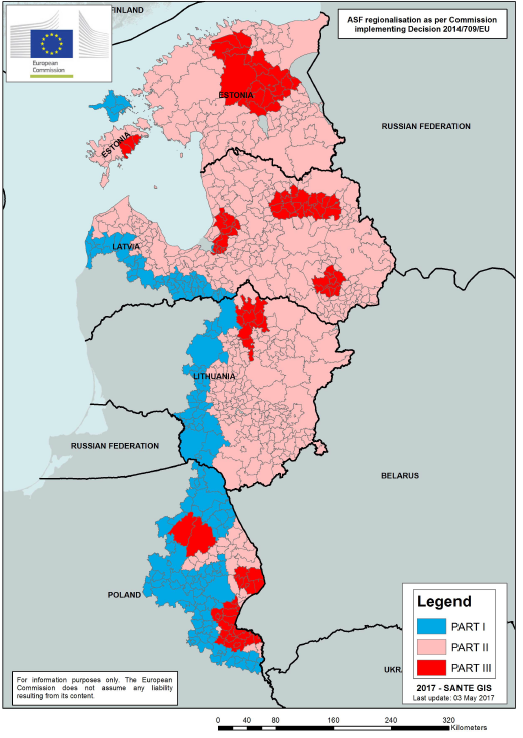 FINLAND
ASF regionalisation as per Commission
implementing Decision 2014/709/EU
European
Commission
ESTONIA
RUSSIAN FEDERATION
ESTONIA
LATVIA
LITHUANIA
RUSSIAN FEDERATION
BELARUS
POLAND
Legend
PART I
PART II
PART III
2017 - SANTE GIS
Last update: 03 May 2017
UKRA
For information purposes only. The European
Commission does not assume any liability
resulting from its content.
0 40 80 160 240 320
Kilometers